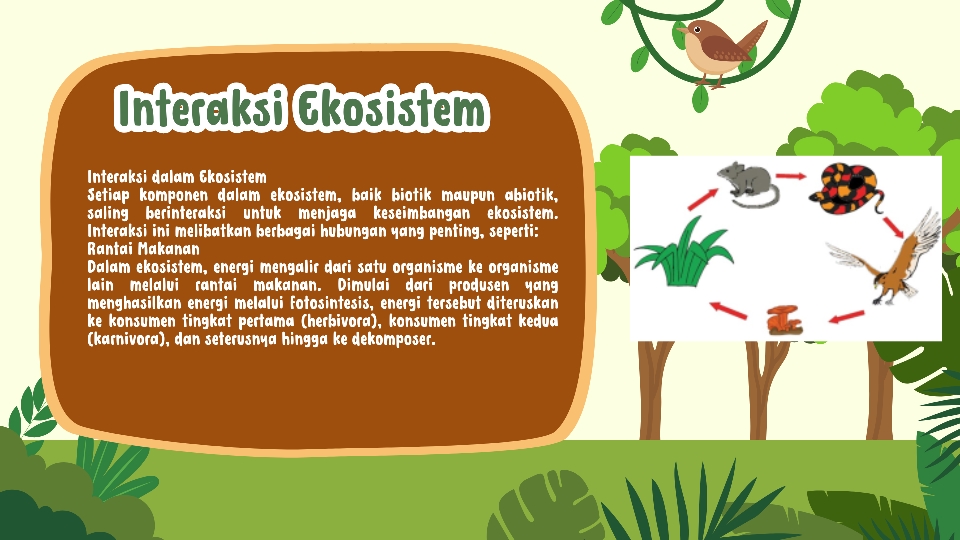 Interaksi Ekosistem
Interaksi dalam Ekosistem
Setiap komponen dalam ekosistem, baik biotik maupun abiotik,
saling berinteraksi untuk menjaga keseimbangan ekosistem.
Interaksi ini melibatkan berbagai hubungan yang penting, seperti:
Rantai Makanan
Dalam ekosistem, energi mengalir dari satu organisme ke organisme
lain melalui rantai makanan. Dimulai dari produsen yang
menghasilkan energi melalui fotosintesis, energi tersebut diteruskan
ke konsumen tingkat pertama (herbivora), konsumen tingkat kedua
(karnivora), dan seterusnya hingga ke dekomposer.